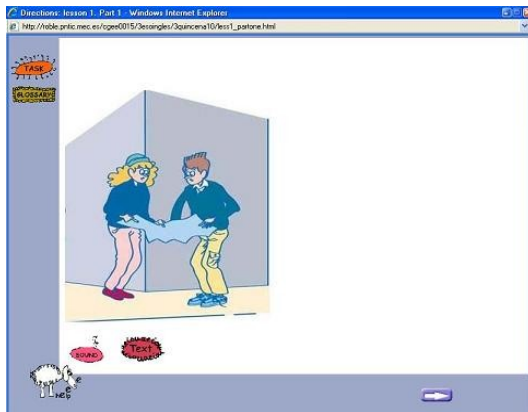 Directions: lesson 1. Part 1 - Windows Internet Explorer
http://roble.pntic.mec.es/cgee0015/3esoingles/3quincena10/less1_partone.html
TASK
GLOSSARY
SOUND
Text